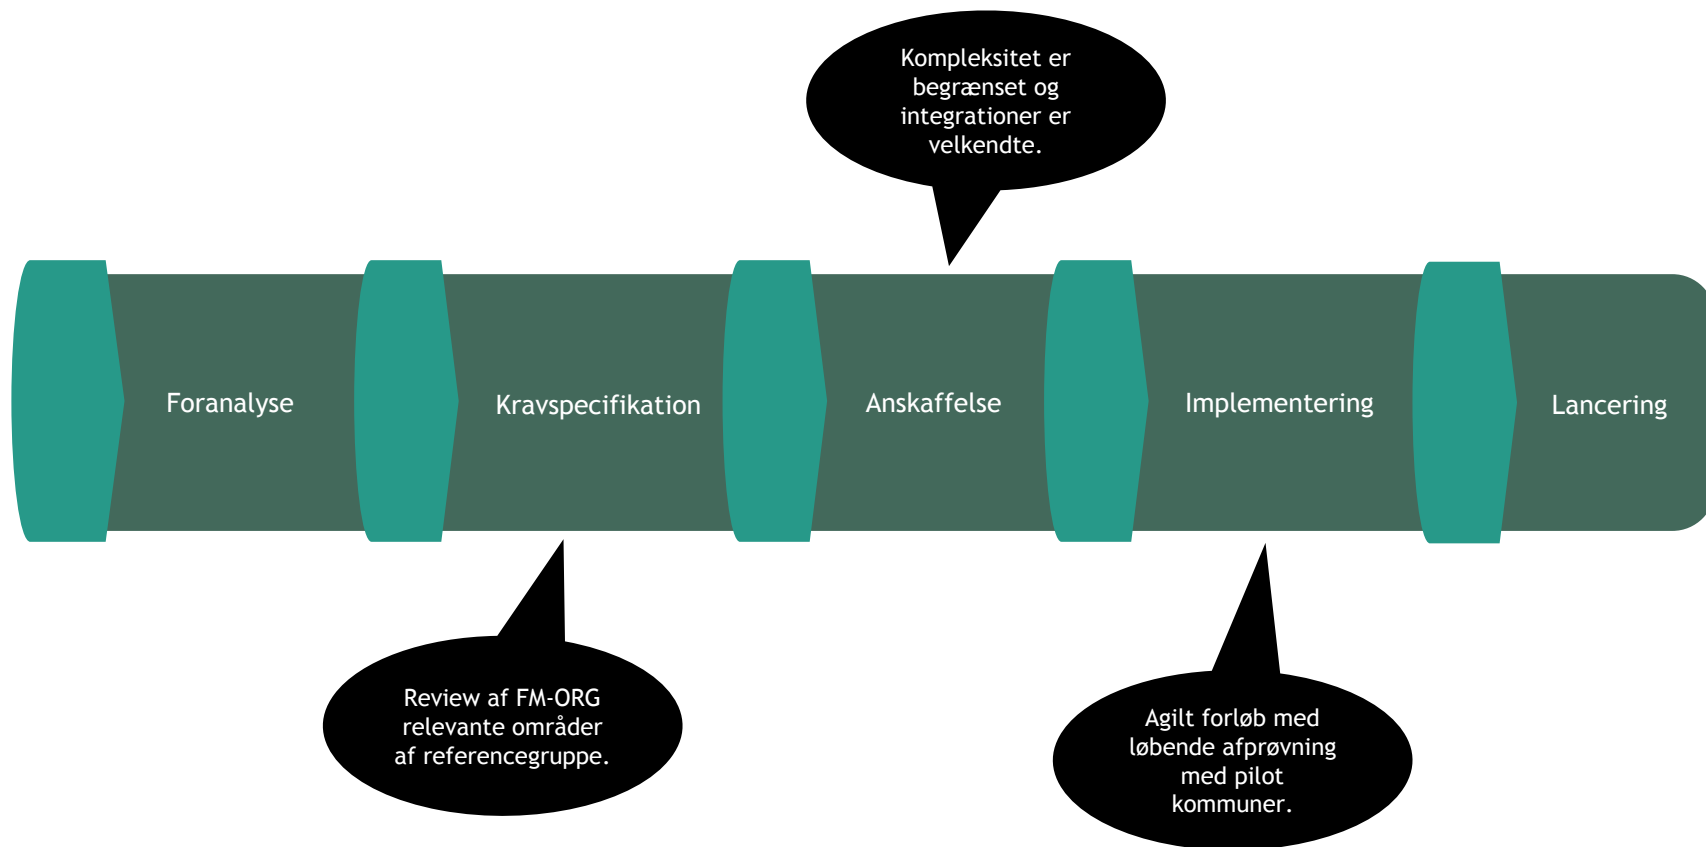 Kompleksitet er
begrænset og
integrationer er
velkendte.
Foranalyse
Kravspecifikation
Anskaffelse
Implementering
Lancering
Review af FM-ORG
relevante områder
af referencegruppe.
Agilt forløb med
løbende afprøvning
med pilot
kommuner.